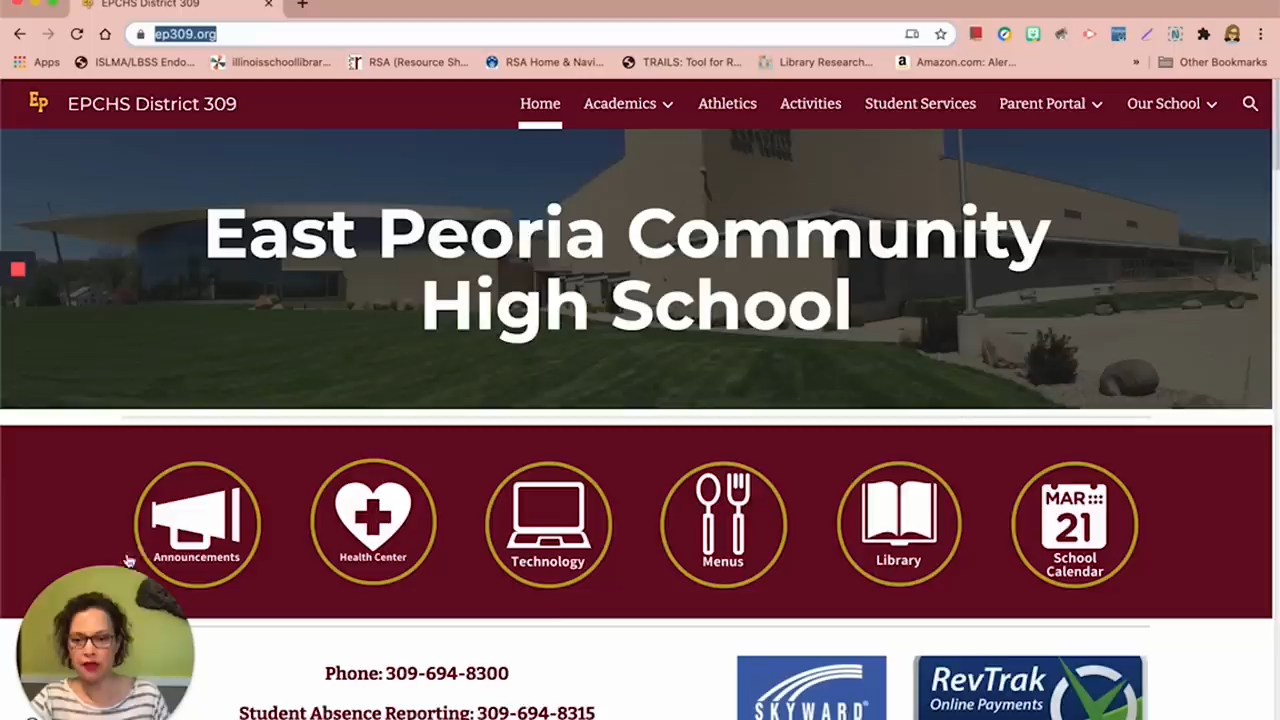 EPCHS District 309
ep309.org
Apps
ISLMA/LBSS Endo...
illinoisschoollibrar...
RSA (Resource Sh...
RSA Home & Navi...
TRAILS: Tool for R...
Library Research...
Amazon.com: Aler...
»
Other Bookmarks
EP EPCHS District 309
Home
Academics
Athletics
Activities
Student Services
Parent Portal
Our School
East Peoria Community
High School
Announcements
Health Center
Technology
Menus
Library
MAR
21
School
Calendar
Phone: 309-694-8300
Student Absence Reporting: 309-694-8315
SKYWARD
RevTrak
Online Payments